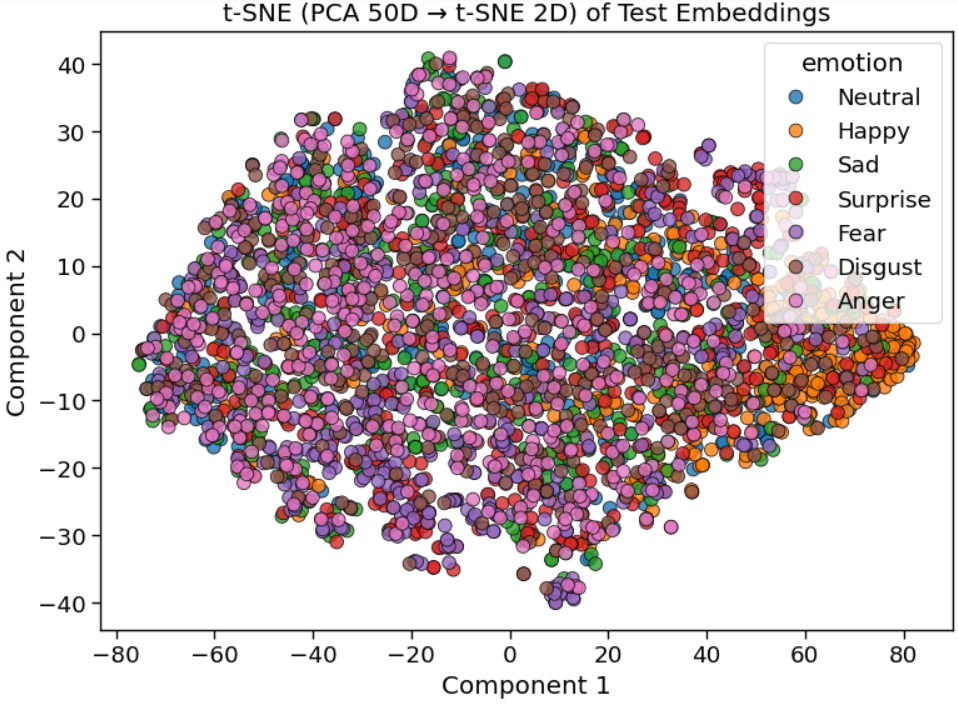 t-SNE (PCA 50D → t-SNE 2D) of Test Embeddings
emotion
Neutral
Happy
Sad
Surprise
Fear
Disgust
Anger
Component 2
40
30
20
10
0
−10
−20
−30
−40
−80 −60 −40 −20 0 20 40 60 80
Component 1